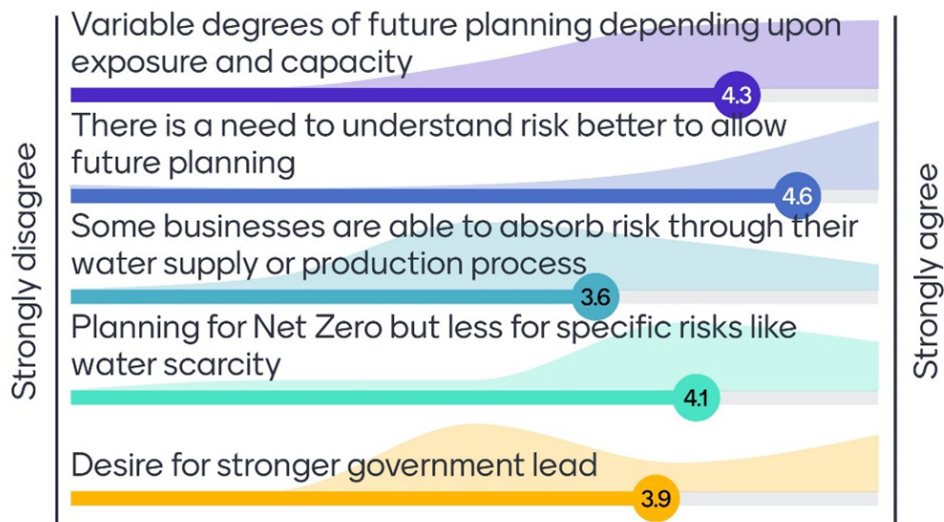 Strongly disagree
Variable degrees of future planning depending upon
exposure and capacity
4.3
There is a need to understand risk better to allow
future planning
4.6
Some businesses are able to absorb risk through their
water supply or production process
3.6
Planning for Net Zero but less for specific risks like
water scarcity
4.1
Desire for stronger government lead
3.9
Strongly agree